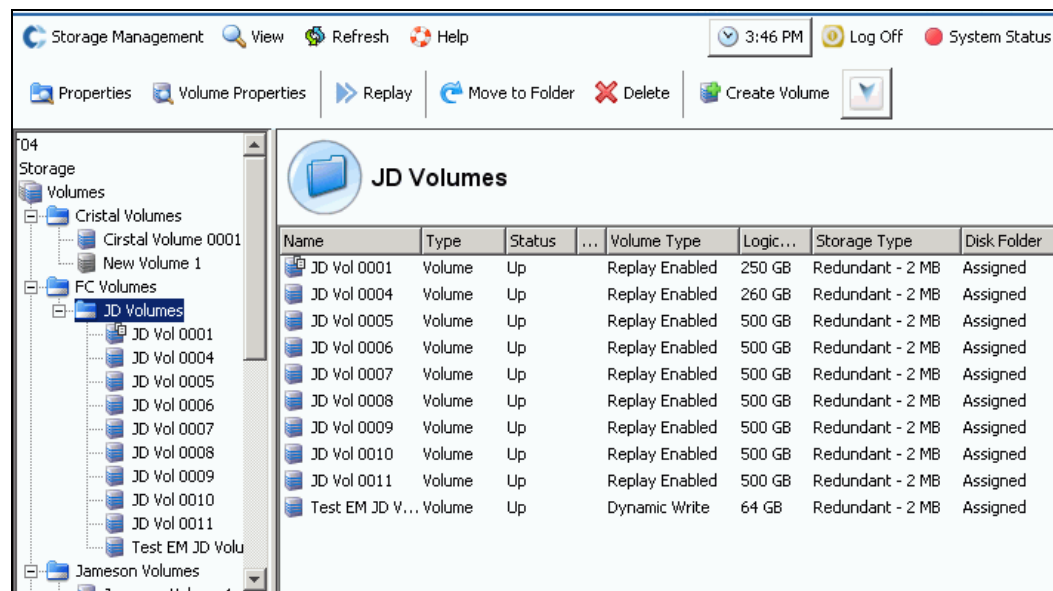 Storage Management View Refresh Help 3:46 PM Log Off System Status
Properties Volume Properties Replay Move to Folder Delete Create Volume
T04
Storage
Volumes
Cristal Volumes
Cirstal Volume 0001
New Volume 1
FC Volumes
JD Volumes
JD Vol 0001
JD Vol 0004
JD Vol 0005
JD Vol 0006
JD Vol 0007
JD Vol 0008
JD Vol 0009
JD Vol 0010
JD Vol 0011
Test EM JD Volu
Jameson Volumes
JD Volumes
Name Type Status ... Volume Type Logic... Storage Type Disk Folder
JD Vol 0001 Volume Up Replay Enabled 250 GB Redundant - 2 MB Assigned
JD Vol 0004 Volume Up Replay Enabled 260 GB Redundant - 2 MB Assigned
JD Vol 0005 Volume Up Replay Enabled 500 GB Redundant - 2 MB Assigned
JD Vol 0006 Volume Up Replay Enabled 500 GB Redundant - 2 MB Assigned
JD Vol 0007 Volume Up Replay Enabled 500 GB Redundant - 2 MB Assigned
JD Vol 0008 Volume Up Replay Enabled 500 GB Redundant - 2 MB Assigned
JD Vol 0009 Volume Up Replay Enabled 500 GB Redundant - 2 MB Assigned
JD Vol 0010 Volume Up Replay Enabled 500 GB Redundant - 2 MB Assigned
JD Vol 0011 Volume Up Replay Enabled 500 GB Redundant - 2 MB Assigned
Test EM JD V... Volume Up Dynamic Write 64 GB Redundant - 2 MB Assigned